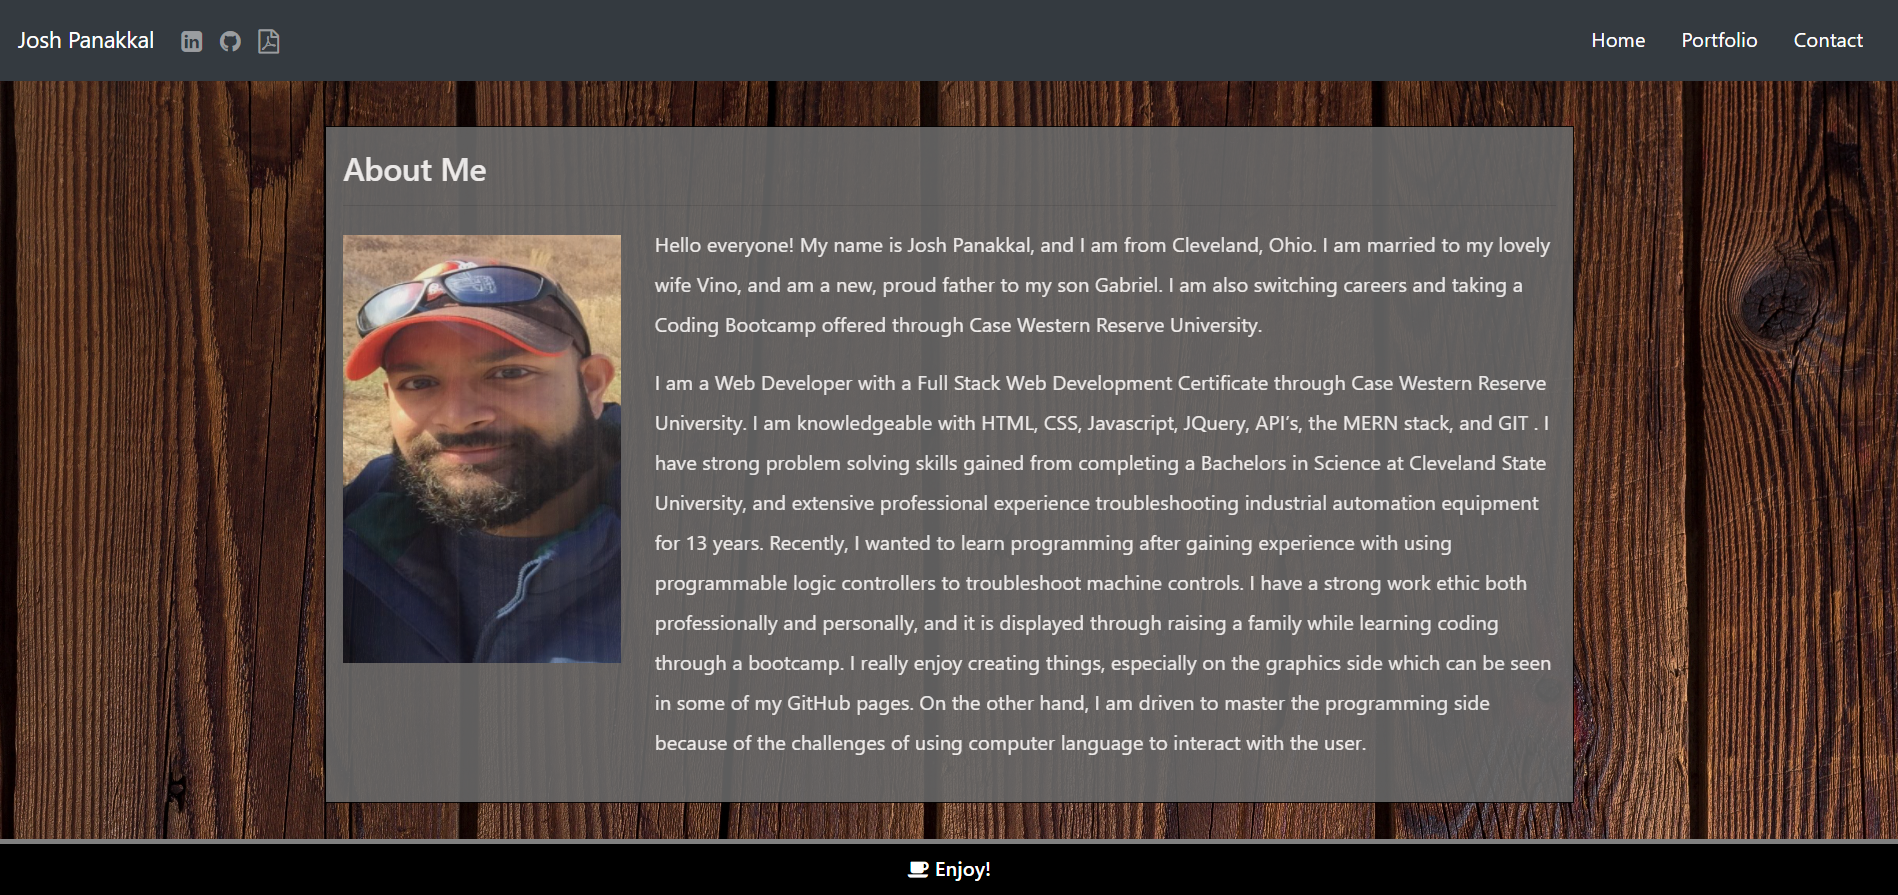 Josh Panakkal
Home Portfolio Contact
About Me
Hello everyone! My name is Josh Panakkal, and I am from Cleveland, Ohio. I am married to my lovely
wife Vino, and am a new, proud father to my son Gabriel. I am also switching careers and taking a
Coding Bootcamp offered through Case Western Reserve University.
I am a Web Developer with a Full Stack Web Development Certificate through Case Western Reserve
University. I am knowledgeable with HTML, CSS, Javascript, JQuery, API’s, the MERN stack, and GIT . I
have strong problem solving skills gained from completing a Bachelors in Science at Cleveland State
University, and extensive professional experience troubleshooting industrial automation equipment
for 13 years. Recently, I wanted to learn programming after gaining experience with using
programmable logic controllers to troubleshoot machine controls. I have a strong work ethic both
professionally and personally, and it is displayed through raising a family while learning coding
through a bootcamp. I really enjoy creating things, especially on the graphics side which can be seen
in some of my GitHub pages. On the other hand, I am driven to master the programming side
because of the challenges of using computer language to interact with the user.
Enjoy!